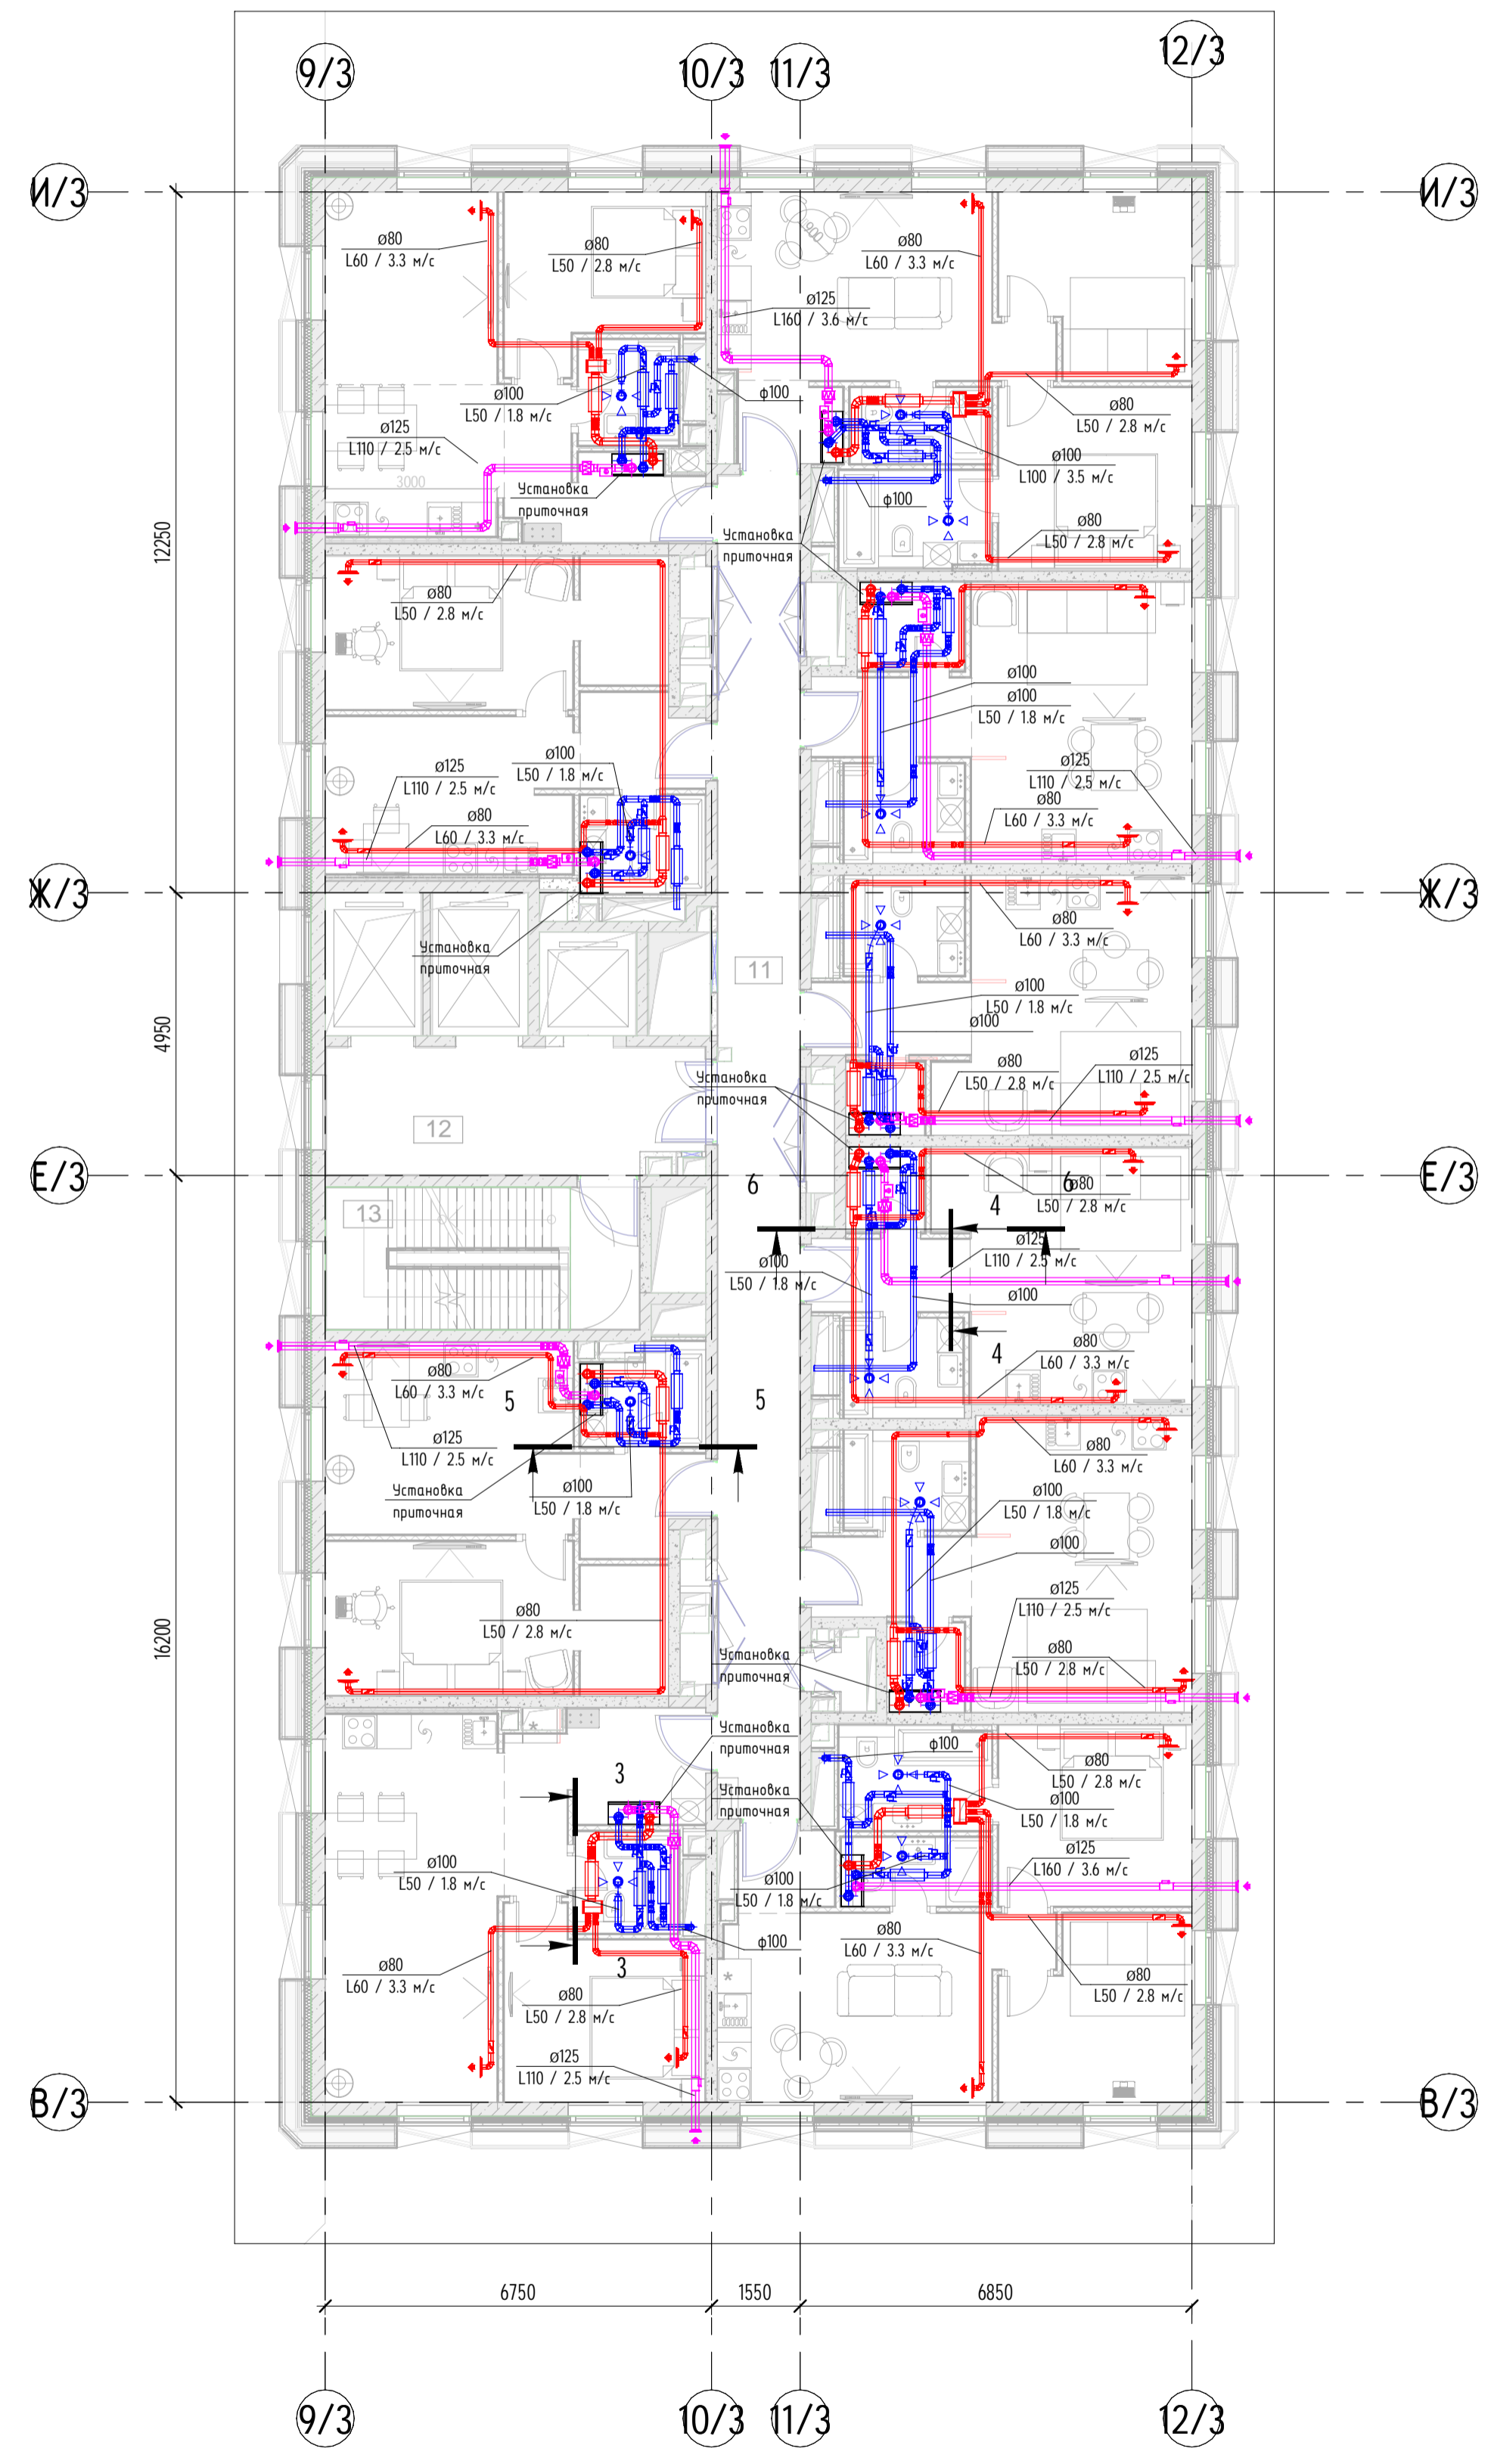 9/3
10/3
11/3
12/3
И/3
И/3
ø80
L60 / 3.3 м/с
ø80
L50 / 2.8 м/с
900
ø80
L60 / 3.3 м/с
ø125
L160 / 3.6 м/с
ø100
L50 / 1.8 м/с
ф100
ø80
L50 / 2.8 м/с
ø125
L110 / 2.5 м/с
ø100
L100 / 3.5 м/с
3000
Установка
приточная
ф100
ø80
L50 / 2.8 м/с
Установка
приточная
12250
ø80
L50 / 2.8 м/с
ø100
ø100
L50 / 1.8 м/с
ø100
L50 / 1.8 м/с
ø125
L110 / 2.5 м/с
ø125
L110 / 2.5 м/с
ø80
L60 / 3.3 м/с
ø80
L60 / 3.3 м/с
Ж/3
Ж/3
ø80
L60 / 3.3 м/с
Установка
приточная
11
ø100
L50 / 1.8 м/с
ø100
4950
Установка
приточная
ø80
L50 / 2.8 м/с
ø125
L110 / 2.5 м/с
12
Е/3
Е/3
6
6
ø80
L50 / 2.8 м/с
4
13
ø100
L50 / 1.8 м/с
ø125
L110 / 2.5 м/с
ø100
4
ø80
L60 / 3.3 м/с
ø80
L60 / 3.3 м/с
5
5
ø125
L110 / 2.5 м/с
ø80
L60 / 3.3 м/с
Установка
приточная
ø100
L50 / 1.8 м/с
ø100
L50 / 1.8 м/с
ø100
ø125
L110 / 2.5 м/с
ø80
L50 / 2.8 м/с
16200
ø80
L50 / 2.8 м/с
Установка
приточная
Установка
приточная
ф100
ø80
L50 / 2.8 м/с
3
Установка
приточная
ø100
L50 / 1.8 м/с
ø100
L50 / 1.8 м/с
ø100
L50 / 1.8 м/с
ø125
L160 / 3.6 м/с
ф100
ø80
L60 / 3.3 м/с
3
ø80
L60 / 3.3 м/с
ø80
L50 / 2.8 м/с
ø80
L50 / 2.8 м/с
ø125
L110 / 2.5 м/с
В/3
В/3
6750
1550
6850
9/3
10/3
11/3
12/3